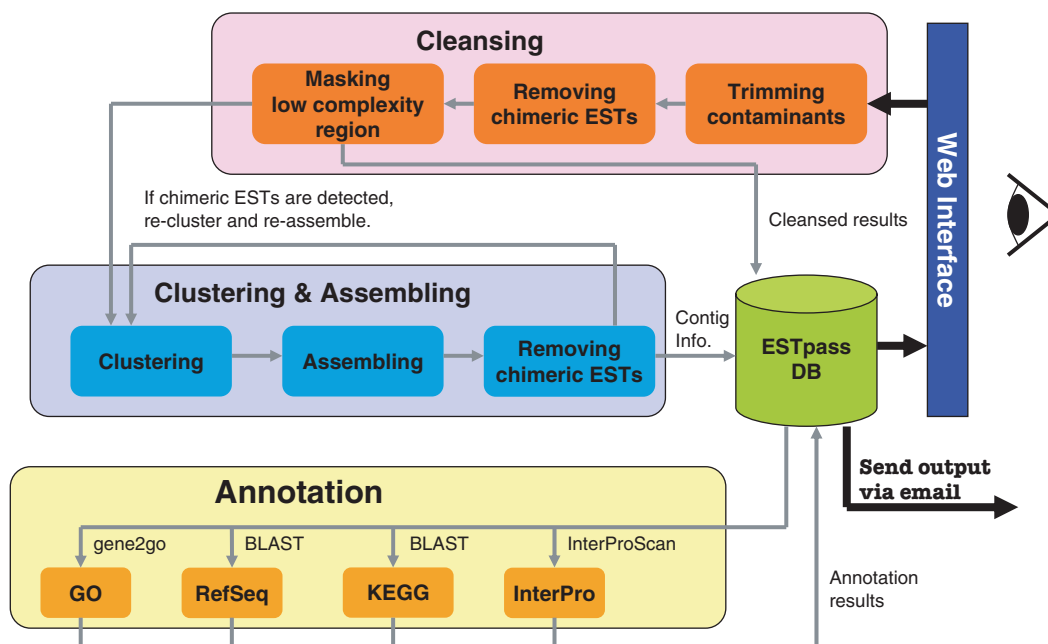 Cleansing
Masking
low complexity
region
Removing
chimeric ESTs
Trimming
contaminants
Web Interface
If chimeric ESTs are detected,
re-cluster and re-assemble.
Cleansed results
Clustering & Assembling
Clustering
Assembling
Removing
chimeric ESTs
Contig
Info.
ESTpass
DB
Send output
via email
Annotation
gene2go
BLAST
BLAST
InterProScan
GO
RefSeq
KEGG
InterPro
Annotation
results